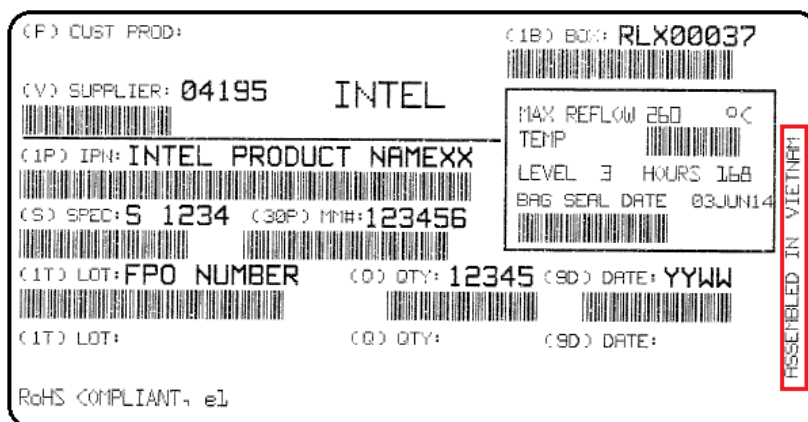 (P) CUST PROD:
(1B) BOX: RLX00037
(V) SUPPLIER: 04195
INTEL
MAX REFLOW 260 ºC
TEMP
(1P) IPN: INTEL PRODUCT NAMEXX
LEVEL 3 HOURS 168
BAG SEAL DATE 03JUN14
(S) SPEC: S 1234 (30P) MM#: 123456
(1T) LOT: FPO NUMBER (Q) QTY: 12345 (9D) DATE: YYWW
(1T) LOT: (Q) QTY: (9D) DATE:
RoHS COMPLIANT, e1
ASSEMBLED IN VIETNAM